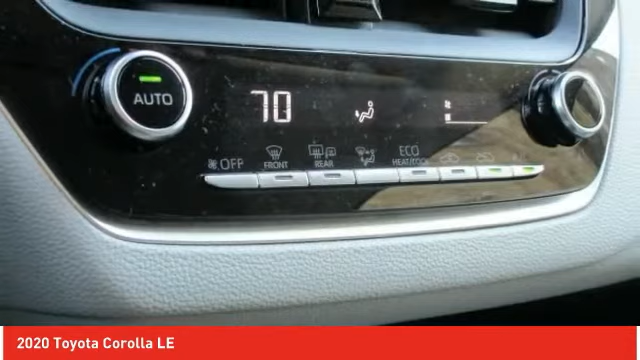 AUTO
70
OFF
FRONT
REAR
ECO
HEAT/COOL
2020 Toyota Corolla LE